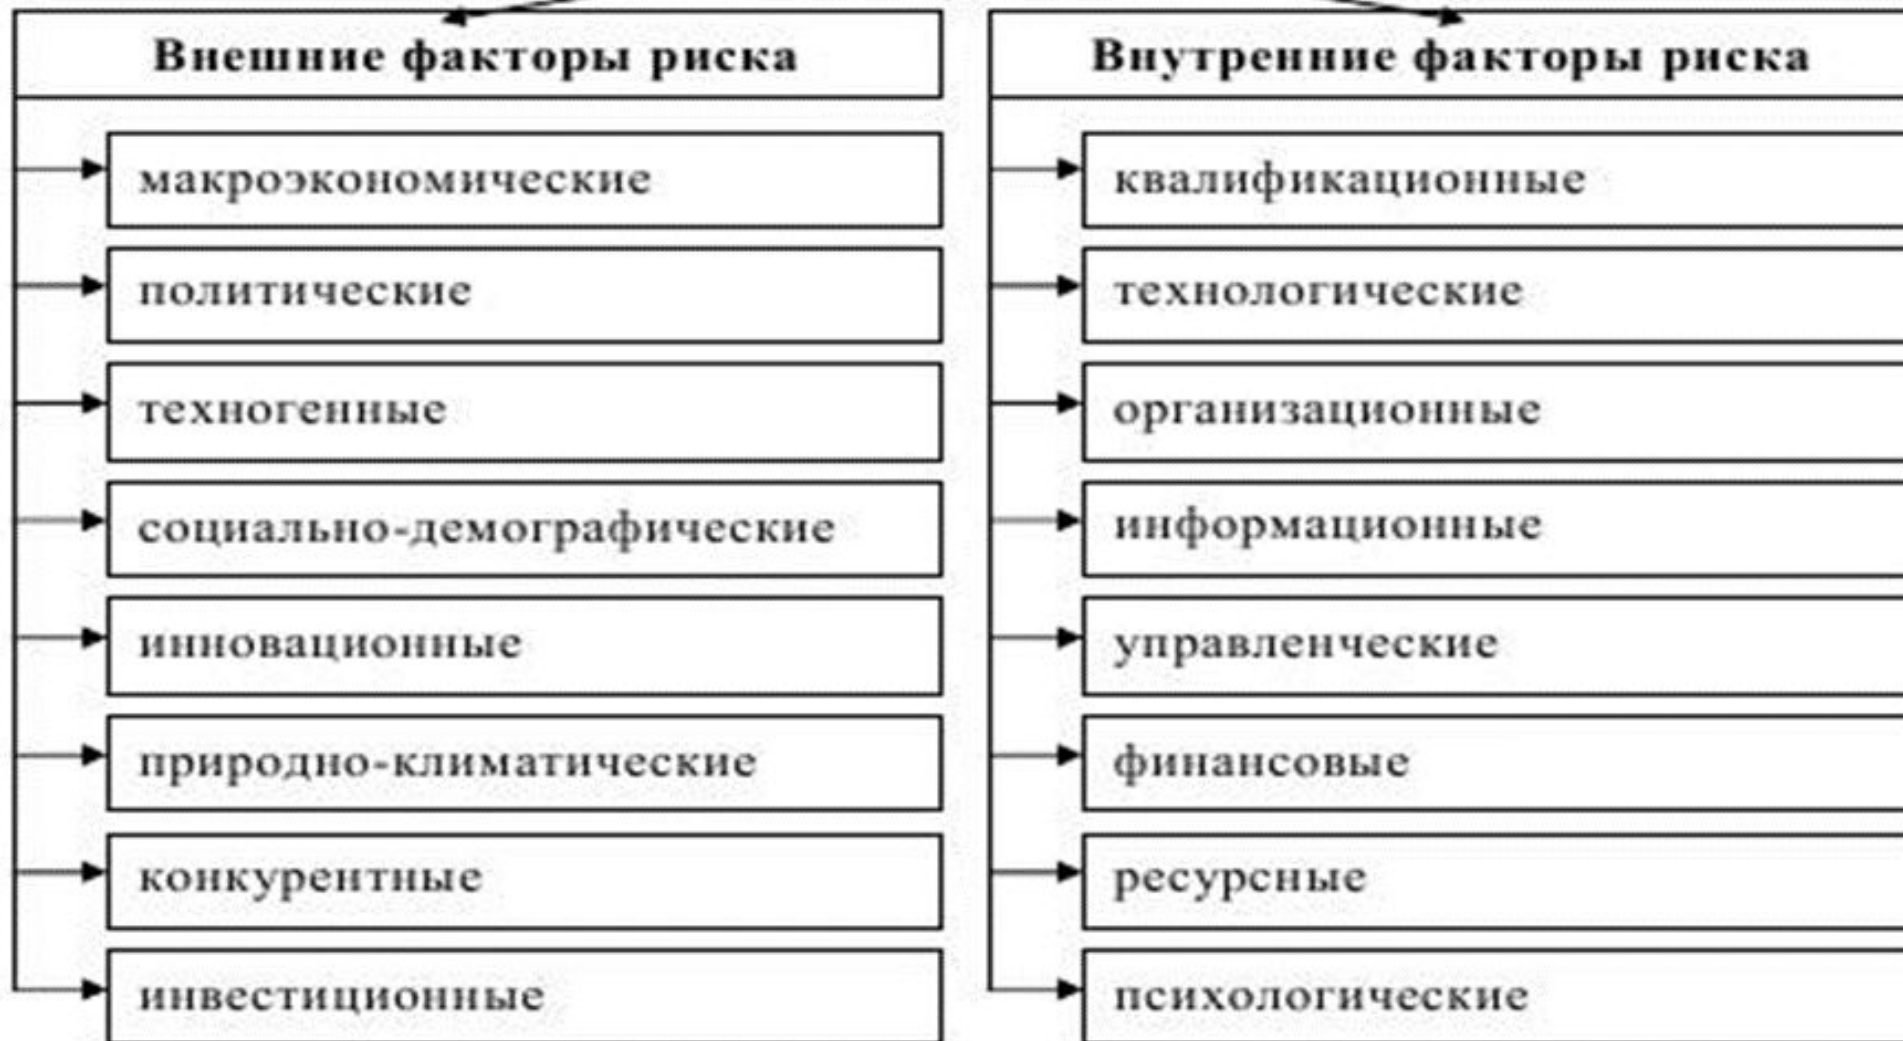 Внешние факторы риска
макроэкономические
политические
техногенные
социально-демографические
инновационные
природно-климатические
конкурентные
инвестиционные
Внутренние факторы риска
квалификационные
технологические
организационные
информационные
управленческие
финансовые
ресурсные
психологические